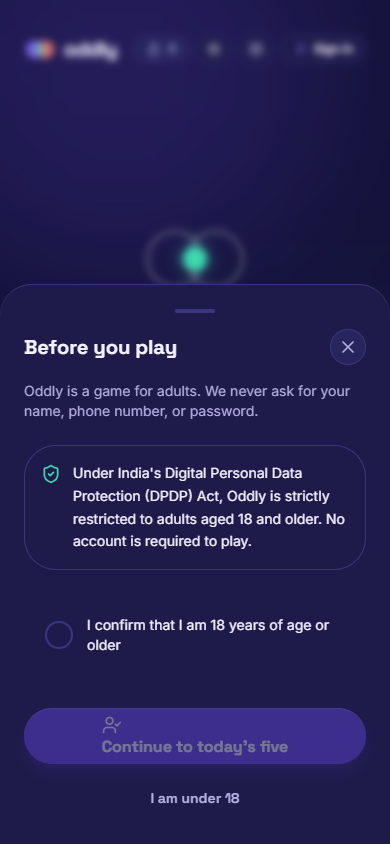 oddly
Sign in
Before you play
Oddly is a game for adults. We never ask for your
name, phone number, or password.
Under India's Digital Personal Data
Protection (DPDP) Act, Oddly is strictly
restricted to adults aged 18 and older. No
account is required to play.
I confirm that I am 18 years of age or
older
Continue to today's five
I am under 18